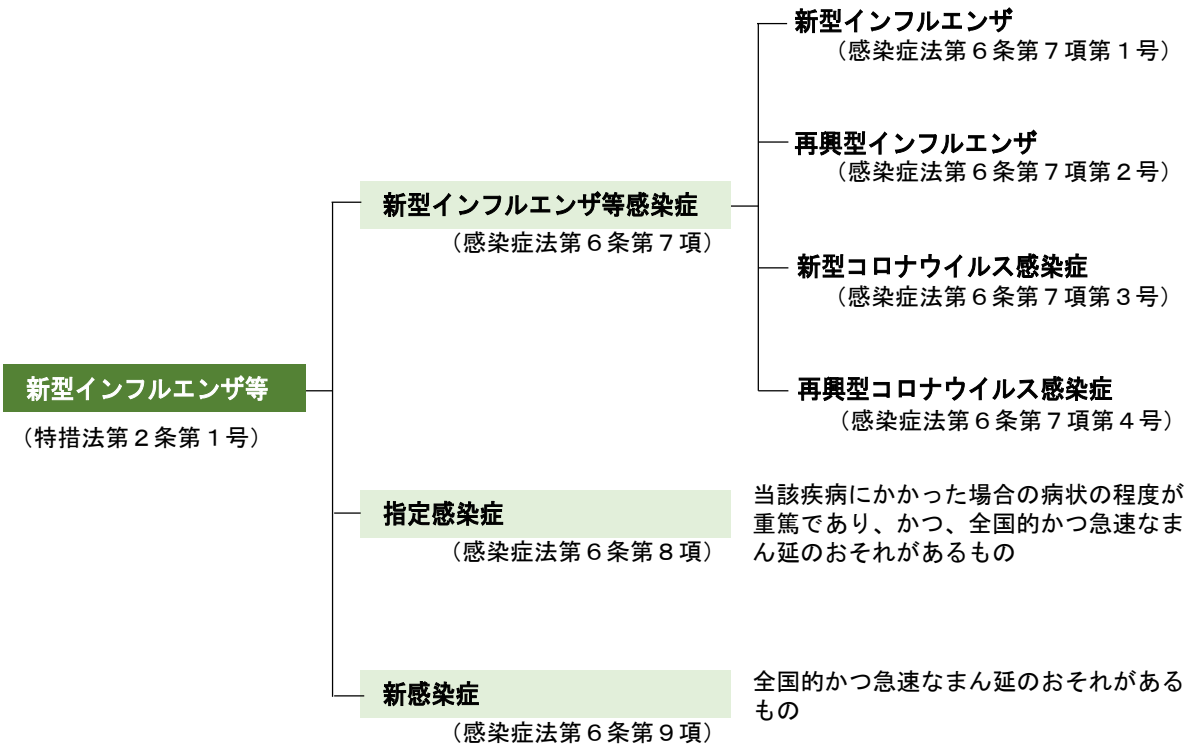 新型インフルエンザ
（感染症法第６条第７項第１号）
再興型インフルエンザ
（感染症法第６条第７項第２号）
新型インフルエンザ等感染症
（感染症法第６条第７項）
新型コロナウイルス感染症
（感染症法第６条第７項第３号）
新型インフルエンザ等
（特措法第２条第１号）
再興型コロナウイルス感染症
（感染症法第６条第７項第４号）
指定感染症
（感染症法第６条第８項）
当該疾病にかかった場合の病状の程度が
重篤であり、かつ、全国的かつ急速なま
ん延のおそれがあるもの
新感染症
（感染症法第６条第９項）
全国的かつ急速なまん延のおそれがある
もの